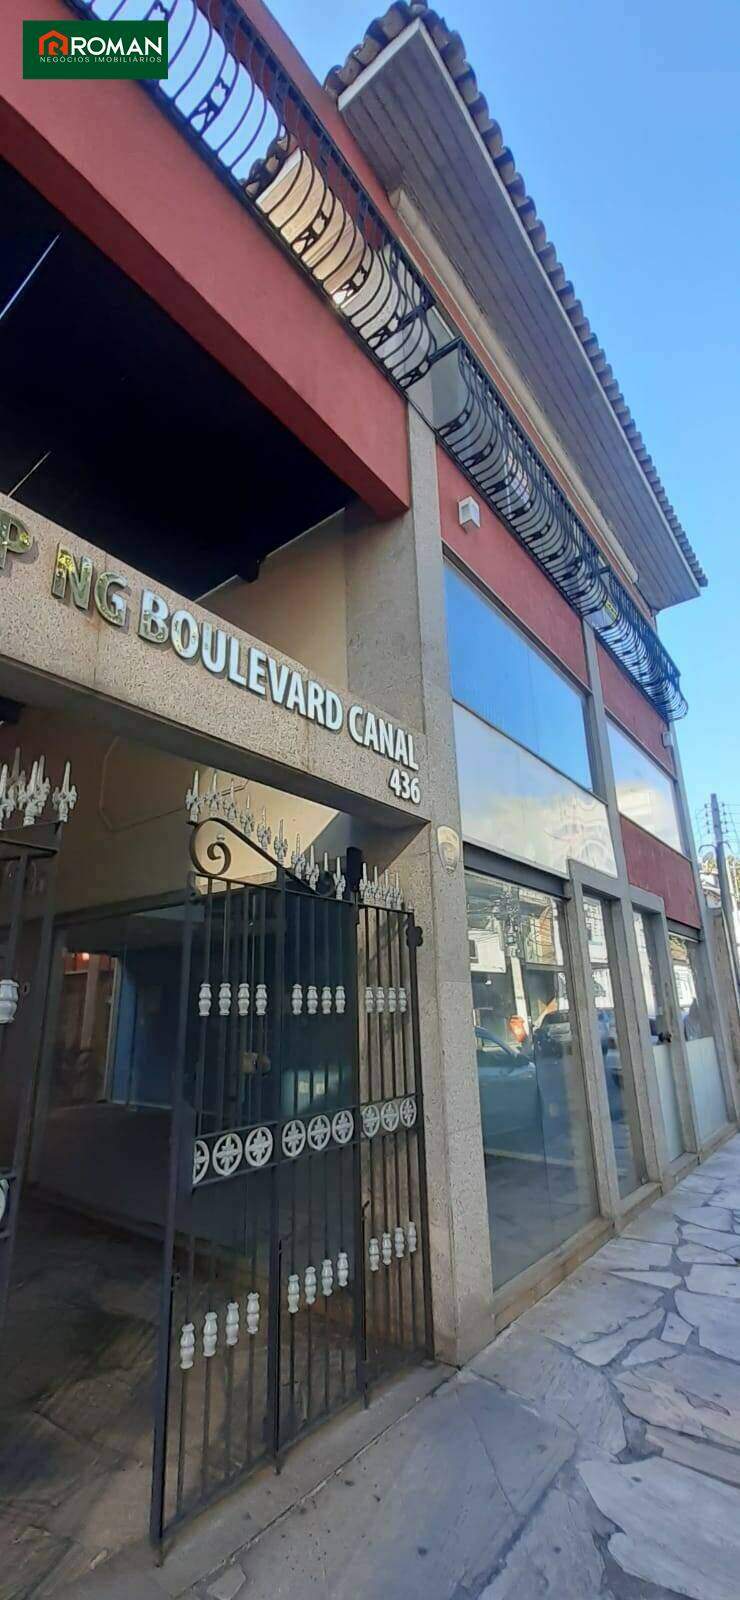 ROMAN
NEGÓCIOS IMOBILIÁRIOS
P NG BOULEVARD CANAL
436